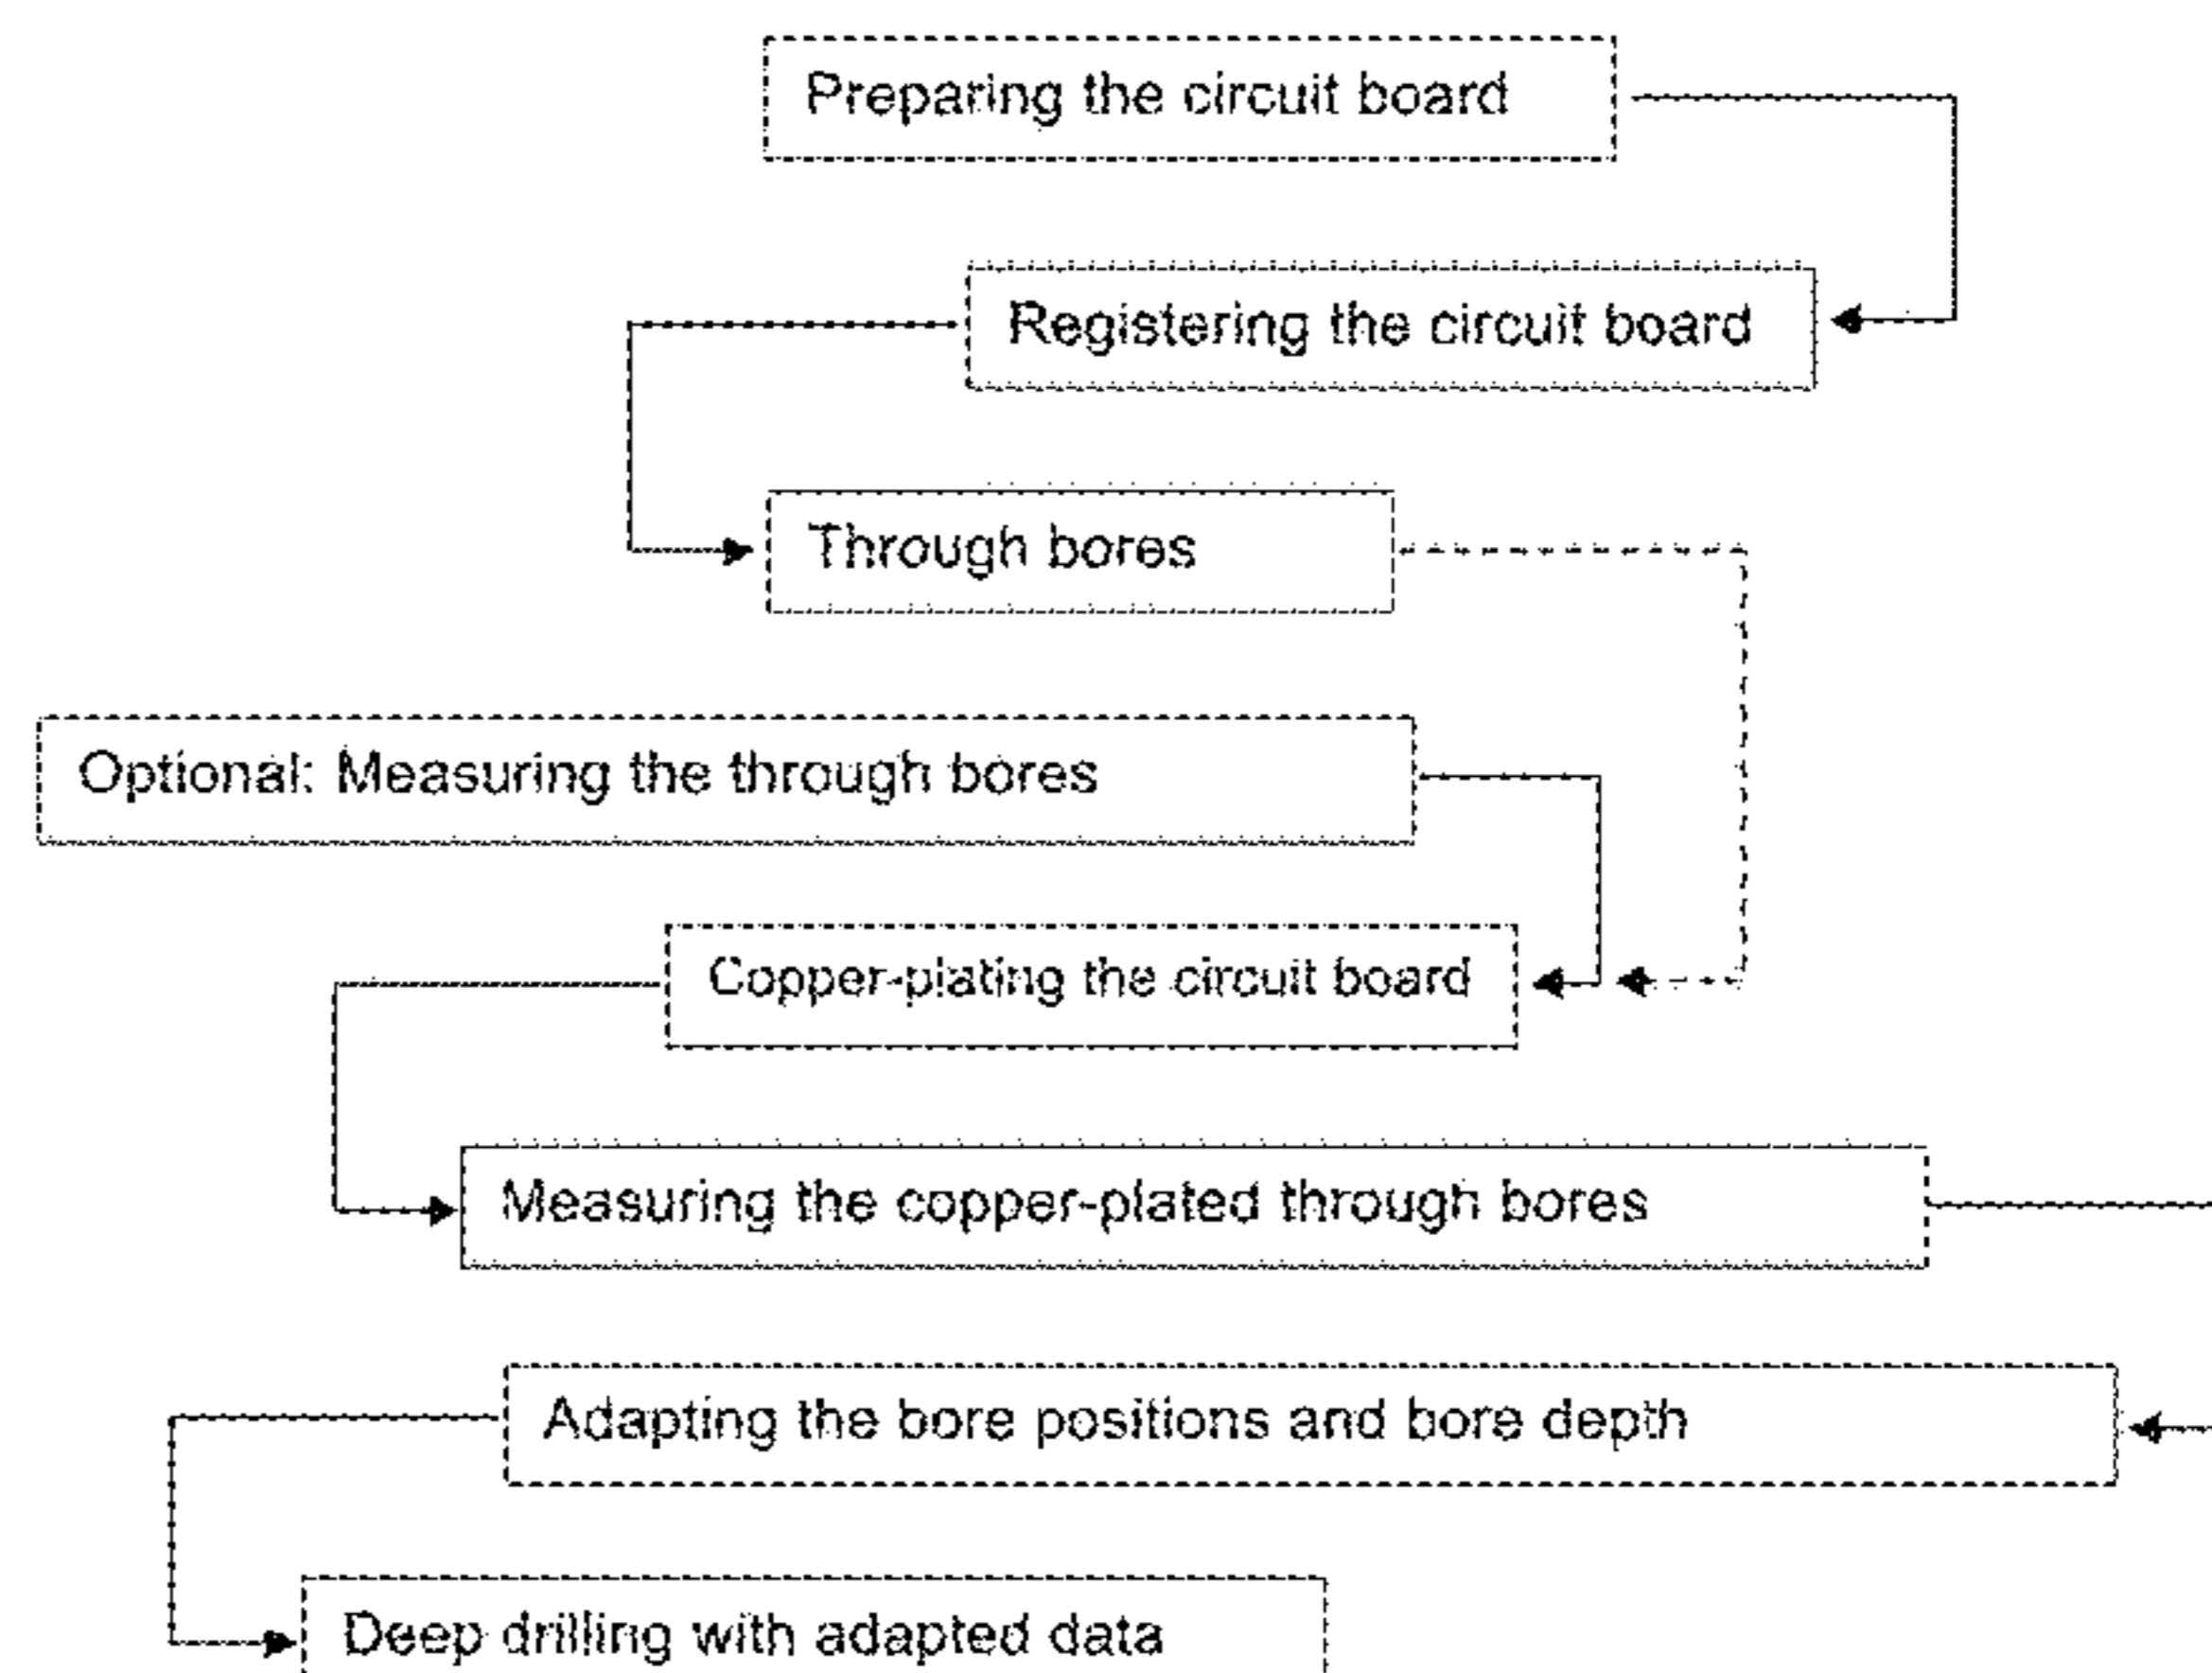 Preparing the circuit board
Registering the circuit board
Through bores
Optional: Measuring the through bores
Copper-plating the circuit board
Measuring the copper-plated through bores
Adapting the bore positions and bore depth
Deep drilling with adapted data